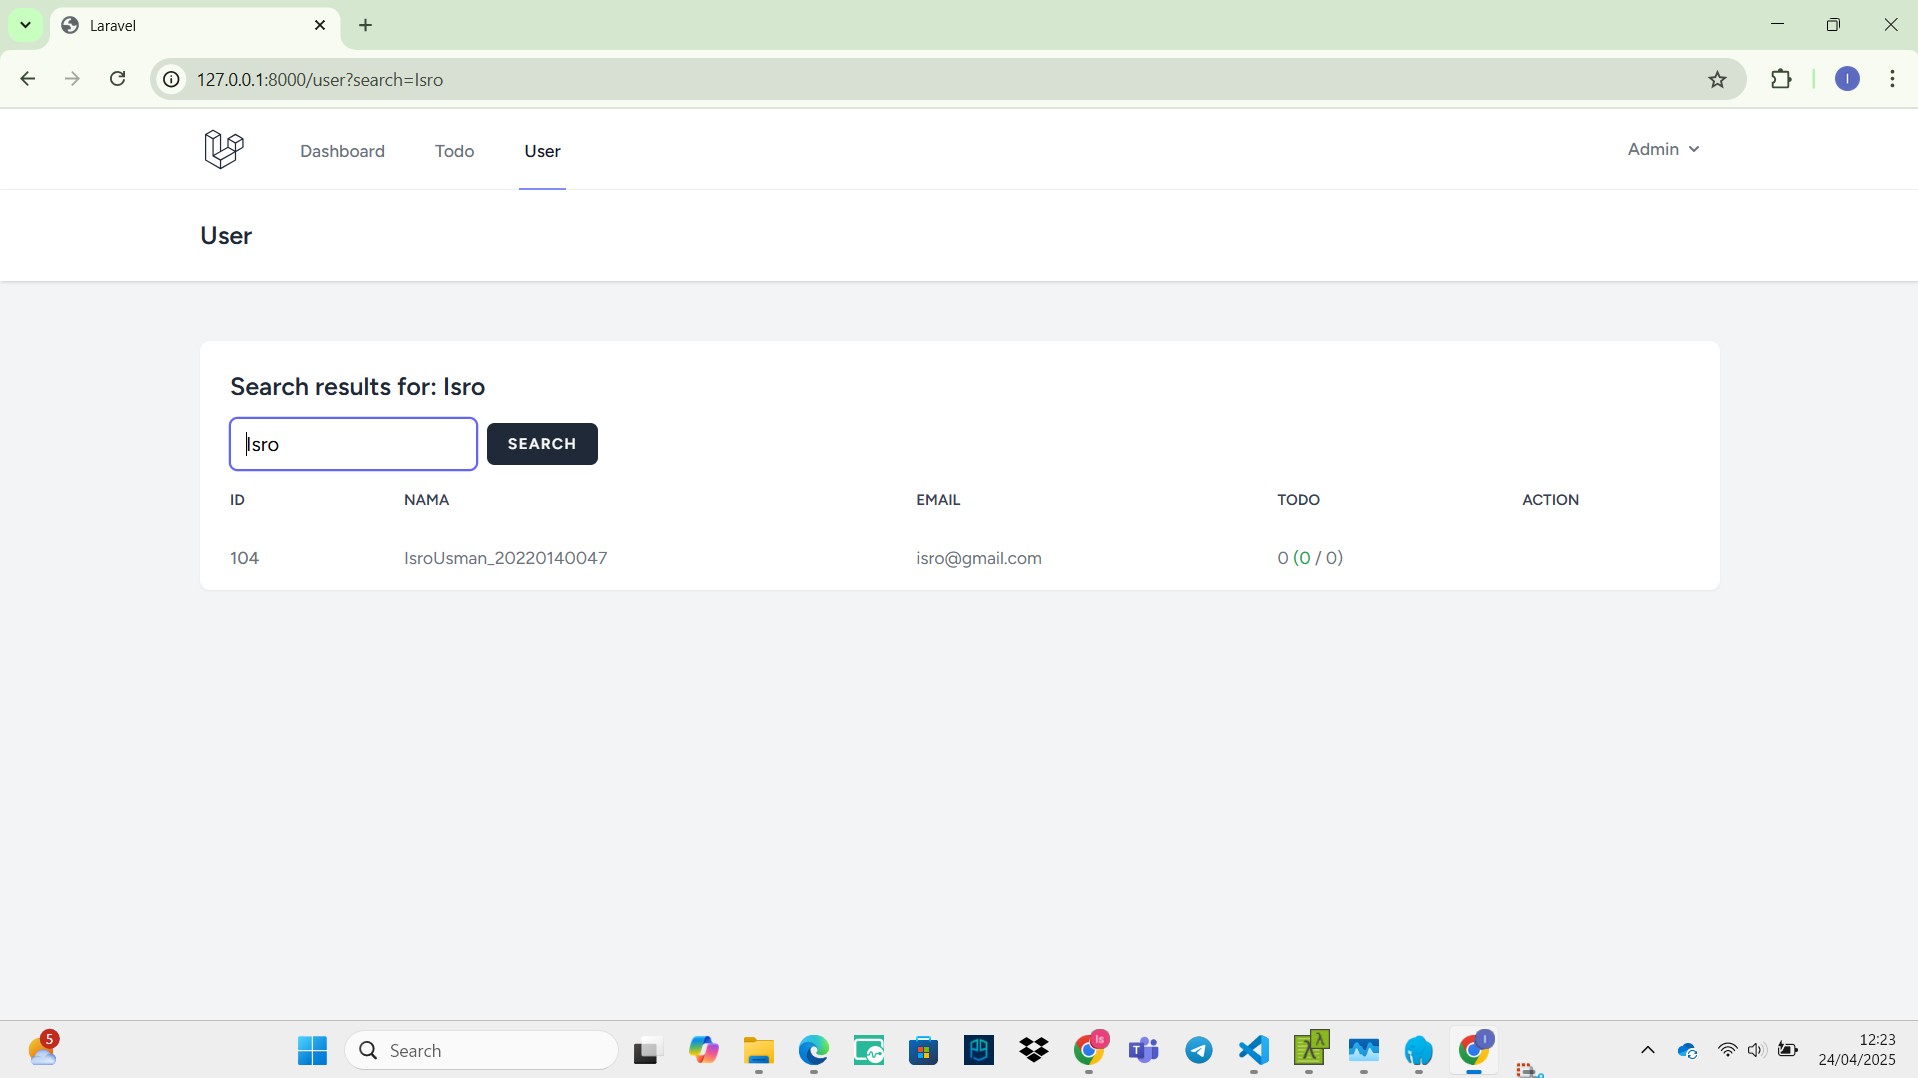 Laravel
127.0.0.1:8000/user?search=Isro
I
Dashboard Todo User Admin
User
Search results for: Isro
Isro SEARCH
ID NAMA EMAIL TODO ACTION
104 IsroUsman_20220140047 isro@gmail.com 0 (0 / 0)
5
Search
Is
I
12:23
24/04/2025